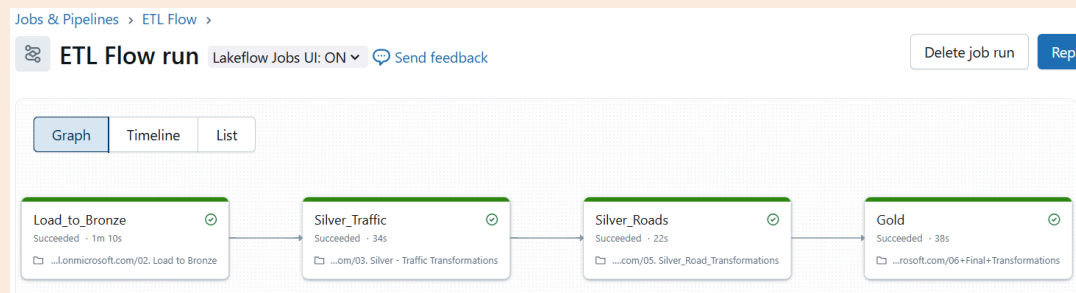 Jobs & Pipelines > ETL Flow >
ETL Flow run Lakeflow Jobs UI: ON Send feedback
Delete job run
Rep
Graph Timeline List
Load_to_Bronze
Succeeded · 1m 10s
...l.onmicrosoft.com/02. Load to Bronze
Silver_Traffic
Succeeded · 34s
...om/03. Silver - Traffic Transformations
Silver_Roads
Succeeded · 22s
....com/05. Silver_Road_Transformations
Gold
Succeeded · 38s
...rosoft.com/06+Final+Transformations